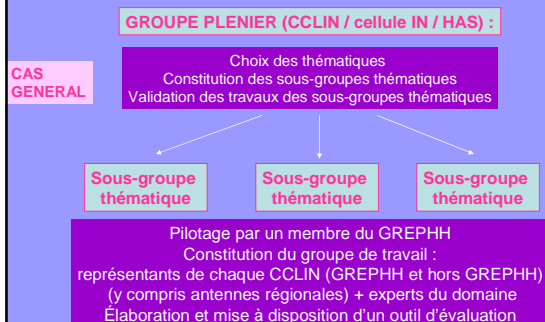 GROUPE PLENIER (CCLIN / cellule IN / HAS) :
CAS
GENERAL
Choix des thématiques
Constitution des sous-groupes thématiques
Validation des travaux des sous-groupes thématiques
Sous-groupe
thématique
Sous-groupe
thématique
Sous-groupe
thématique
Pilotage par un membre du GREPHH
Constitution du groupe de travail :
représentants de chaque CCLIN (GREPHH et hors GREPHH)
(y compris antennes régionales) + experts du domaine
Élaboration et mise à disposition d'un outil d'évaluation